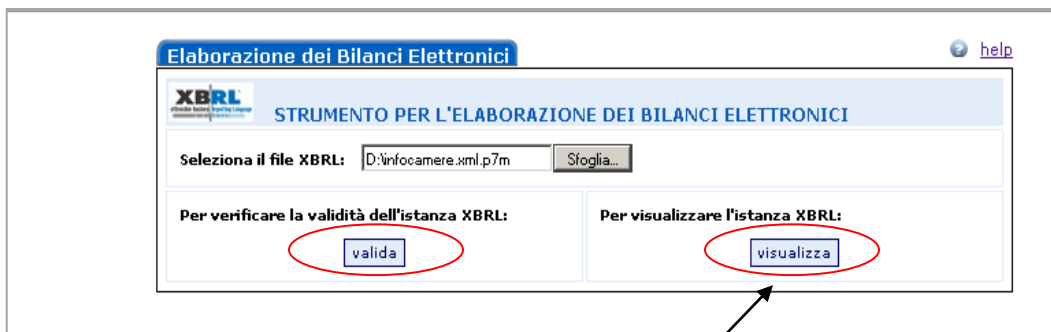 Elaborazione dei Bilanci Elettronici
help
XBRL
STRUMENTO PER L'ELABORAZIONE DEI BILANCI ELETTRONICI
Seleziona il file XBRL: D:\infocamere.xml.p7m Sfoglia...
Per verificare la validità dell'istanza XBRL:
Per visualizzare l'istanza XBRL:
valida
visualizza